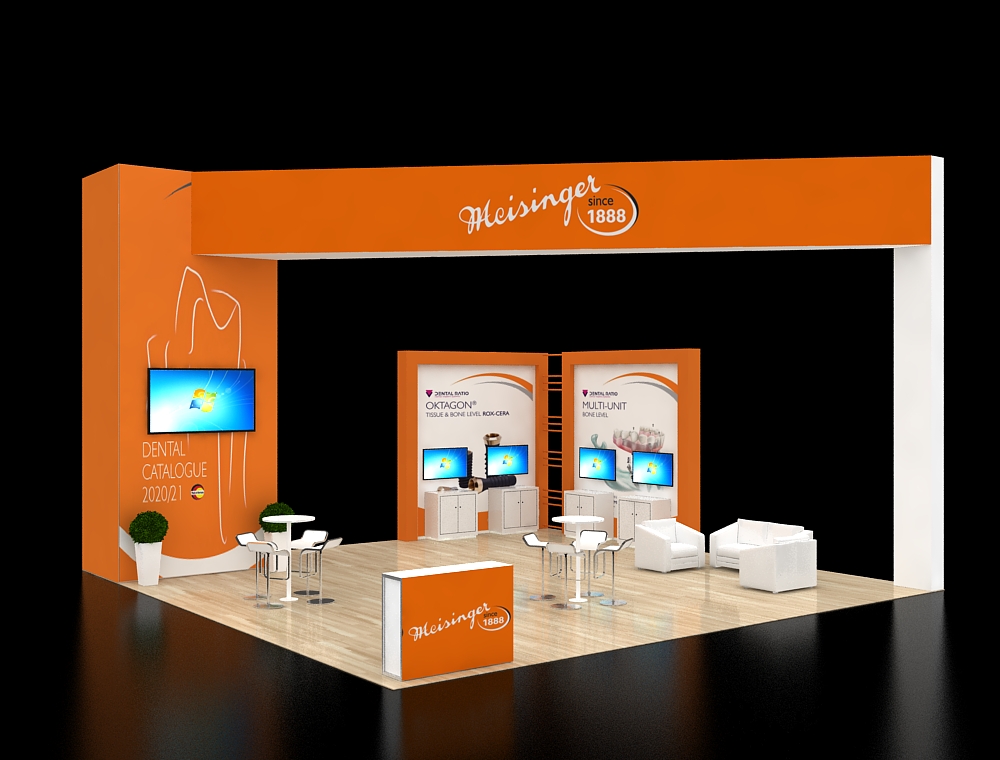 Meisinger
since
1888
DENTAL
CATALOGUE
2020/21
DENTAL RATIO
OKTAGON®
TISSUE & BONE LEVEL ROX-CERA
DENTAL RATIO
MULTI-UNIT
BONE LEVEL
Meisinger
since
1888